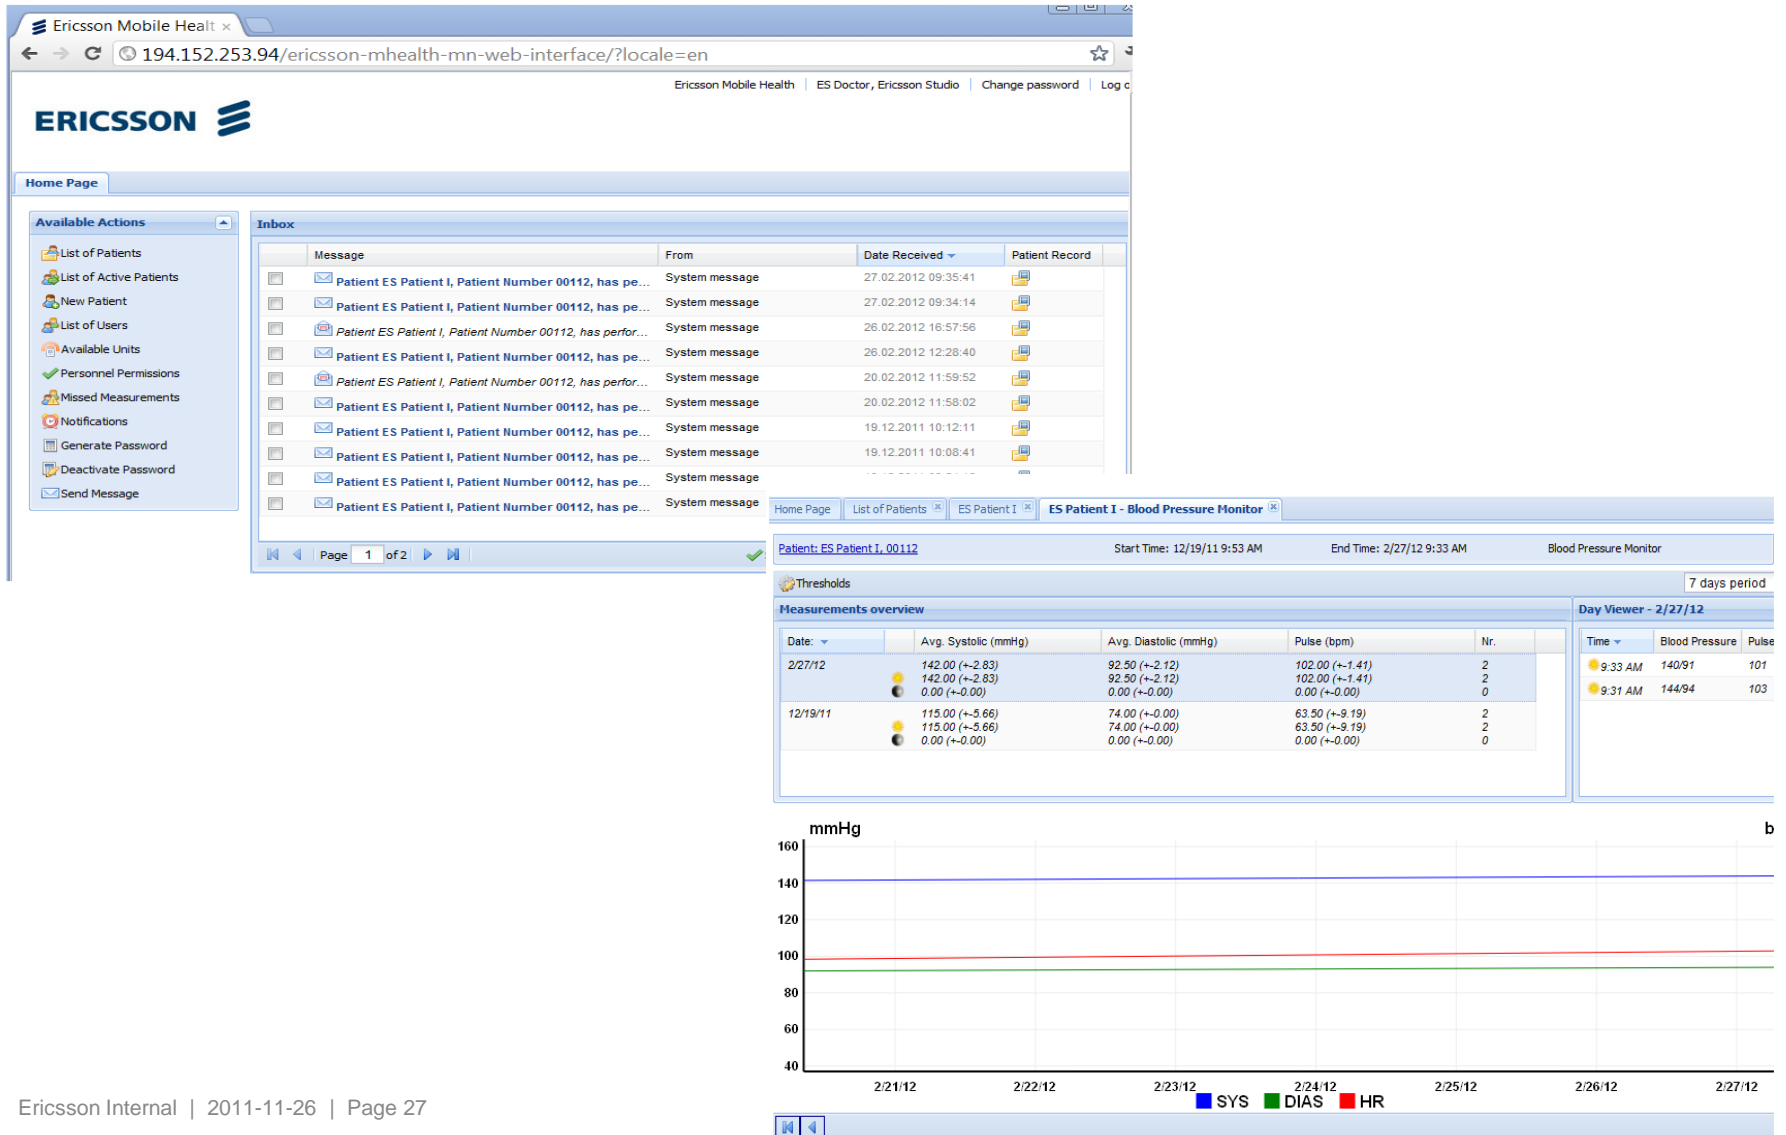 Ericsson Mobile Healt
194.152.253.94/ericsson-mhealth-mn-web-interface/?locale=en
Ericsson Mobile Health | ES Doctor, Ericsson Studio | Change password | Log
ERICSSON
Home Page
Available Actions
List of Patients
List of Active Patients
New Patient
List of Users
Available Units
Personnel Permissions
Missed Measurements
Notifications
Generate Password
Deactivate Password
Send Message
Inbox
Message From Date Received Patient Record
Patient ES Patient I, Patient Number 00112, has pe... System message 27.02.2012 09:35:41
Patient ES Patient I, Patient Number 00112, has pe... System message 27.02.2012 09:34:14
Patient ES Patient I, Patient Number 00112, has perfor... System message 26.02.2012 16:57:56
Patient ES Patient I, Patient Number 00112, has pe... System message 26.02.2012 12:28:40
Patient ES Patient I, Patient Number 00112, has perfor... System message 20.02.2012 11:59:52
Patient ES Patient I, Patient Number 00112, has pe... System message 20.02.2012 11:58:02
Patient ES Patient I, Patient Number 00112, has pe... System message 19.12.2011 10:12:11
Patient ES Patient I, Patient Number 00112, has pe... System message 19.12.2011 10:08:41
Patient ES Patient I, Patient Number 00112, has pe... System message
Patient ES Patient I, Patient Number 00112, has pe... System message
Page 1 of 2
Home Page List of Patients ES Patient I ES Patient I - Blood Pressure Monitor
Patient: ES Patient I, 00112 Start Time: 12/19/11 9:53 AM End Time: 2/27/12 9:33 AM Blood Pressure Monitor
Thresholds 7 days period
Measurements overview
Date: Avg. Systolic (mmHg) Avg. Diastolic (mmHg) Pulse (bpm) Nr.
2/27/12 142.00 (+-2.83) 92.50 (+-2.12) 102.00 (+-1.41) 2
142.00 (+-2.83) 92.50 (+-2.12) 102.00 (+-1.41) 2
0.00 (+-0.00) 0.00 (+-0.00) 0.00 (+-0.00) 0
12/19/11 115.00 (+-5.66) 74.00 (+-0.00) 63.50 (+-9.19) 2
115.00 (+-5.66) 74.00 (+-0.00) 63.50 (+-9.19) 2
0.00 (+-0.00) 0.00 (+-0.00) 0.00 (+-0.00) 0
Day Viewer - 2/27/12
Time Blood Pressure Pulse
9:33 AM 140/91 101
9:31 AM 144/94 103
mmHg b
160
140
120
100
80
60
40
2/21/12 2/22/12 2/23/12 2/24/12 2/25/12 2/26/12 2/27/12
SYS DIAS HR
Ericsson Internal | 2011-11-26 | Page 27